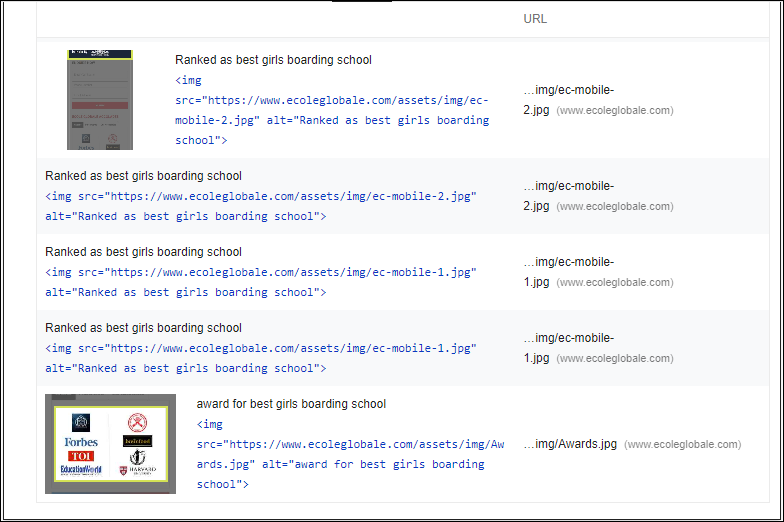 URL
Ranked as best girls boarding school
<img
src="https://www.ecoleglobale.com/assets/img/ec-
mobile-2.jpg" alt="Ranked as best girls boarding
school">
…img/ec-mobile-
2.jpg (www.ecoleglobale.com)
Ranked as best girls boarding school
<img src="https://www.ecoleglobale.com/assets/img/ec-mobile-2.jpg"
alt="Ranked as best girls boarding school">
…img/ec-mobile-
2.jpg (www.ecoleglobale.com)
Ranked as best girls boarding school
<img src="https://www.ecoleglobale.com/assets/img/ec-mobile-1.jpg"
alt="Ranked as best girls boarding school">
…img/ec-mobile-
1.jpg (www.ecoleglobale.com)
Ranked as best girls boarding school
<img src="https://www.ecoleglobale.com/assets/img/ec-mobile-1.jpg"
alt="Ranked as best girls boarding school">
…img/ec-mobile-
1.jpg (www.ecoleglobale.com)
Forbes
TOI
EducationWorld
HARVARD
award for best girls boarding school
<img
src="https://www.ecoleglobale.com/assets/img/Aw
ards.jpg" alt="award for best girls boarding
school">
…img/Awards.jpg (www.ecoleglobale.com)